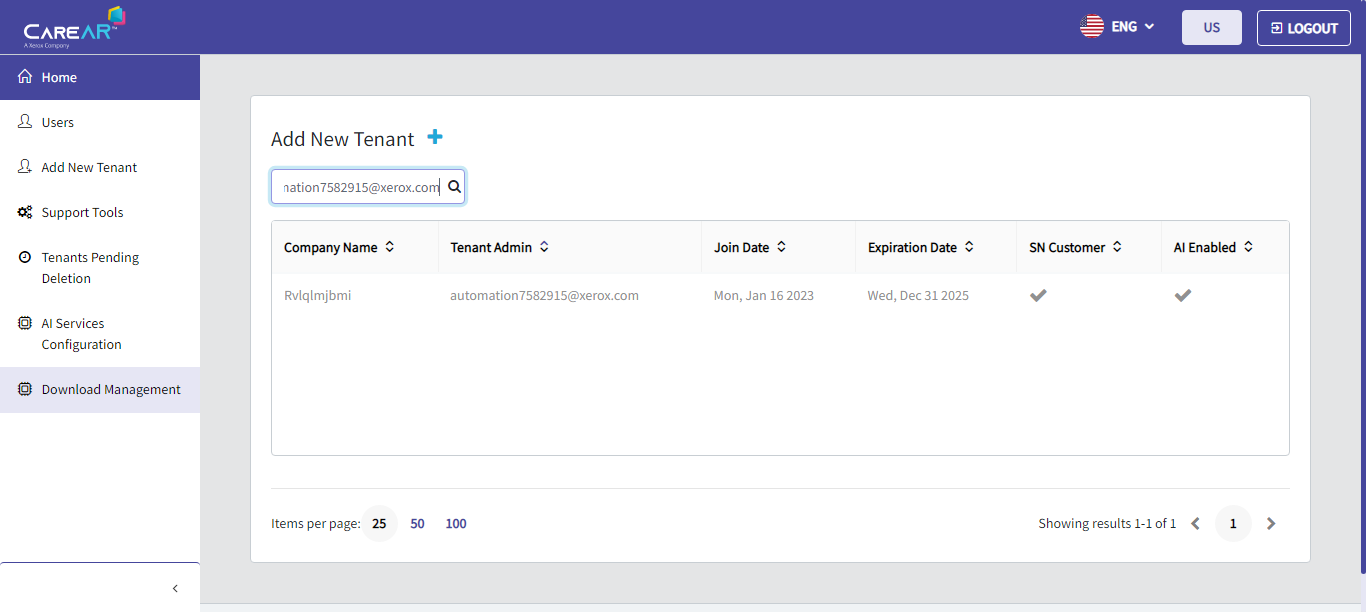 CAREAR™
A Xerox Company
ENG
US
LOGOUT
Home
Users
Add New Tenant
Support Tools
Tenants Pending
Deletion
AI Services
Configuration
Download Management
Add New Tenant
nation7582915@xerox.com
Company Name
Tenant Admin
Join Date
Expiration Date
SN Customer
AI Enabled
Rvlqlmjbmi
automation7582915@xerox.com
Mon, Jan 16 2023
Wed, Dec 31 2025
Items per page: 25 50 100
Showing results 1-1 of 1
1